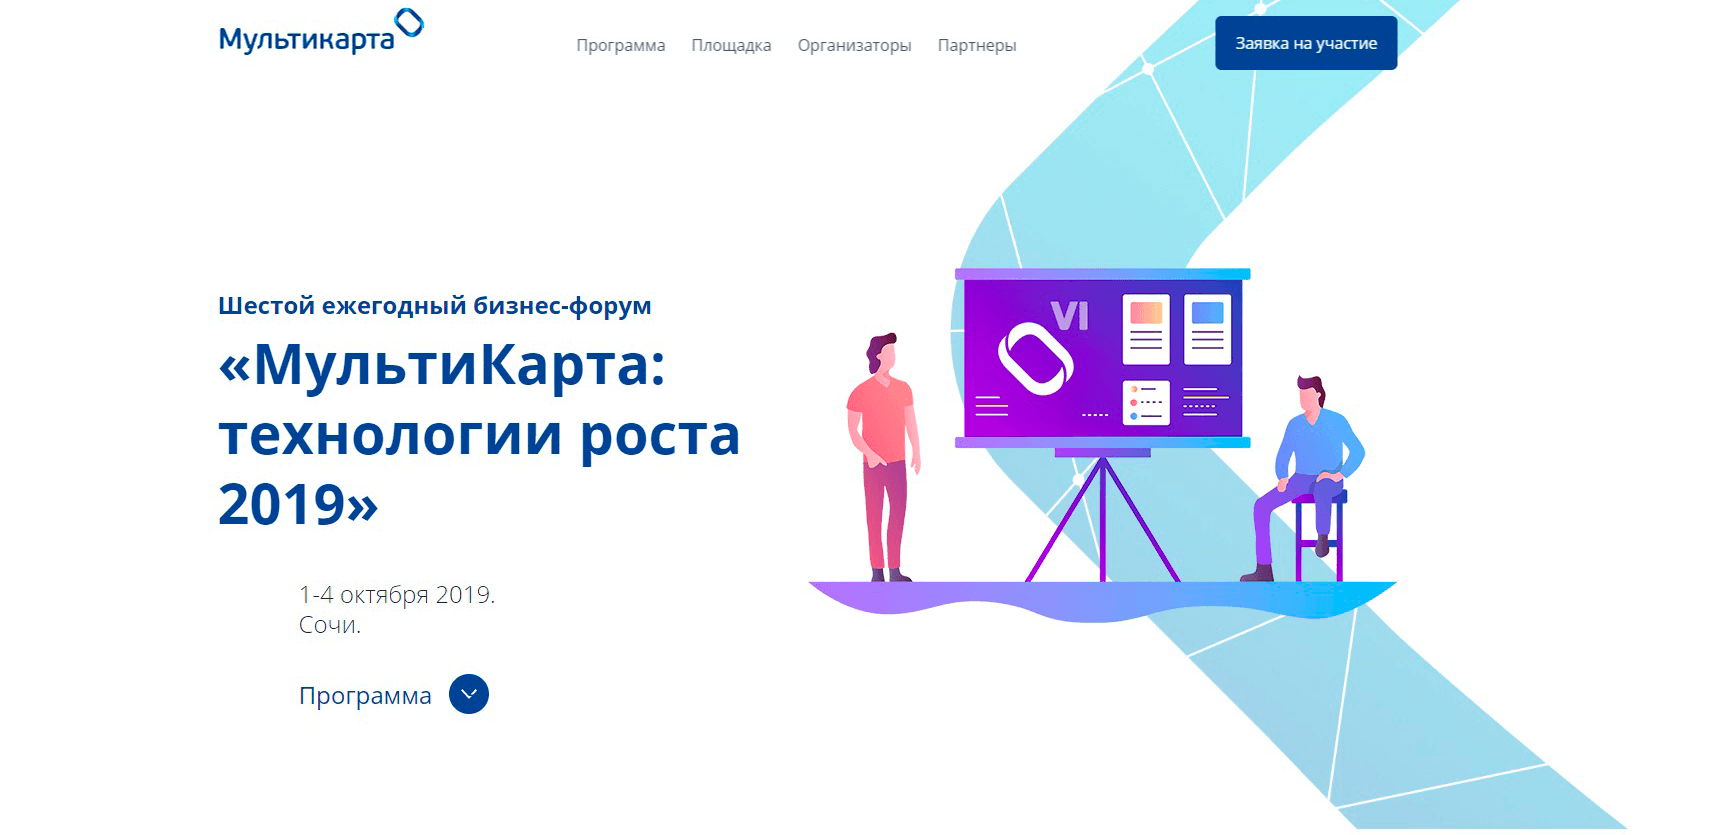 Мультикарта
Программа
Площадка
Организаторы
Партнеры
Заявка на участие
Шестой ежегодный бизнес-форум
«МультиКарта:
технологии роста
2019»
VI
1-4 октября 2019.
Сочи.
Программа